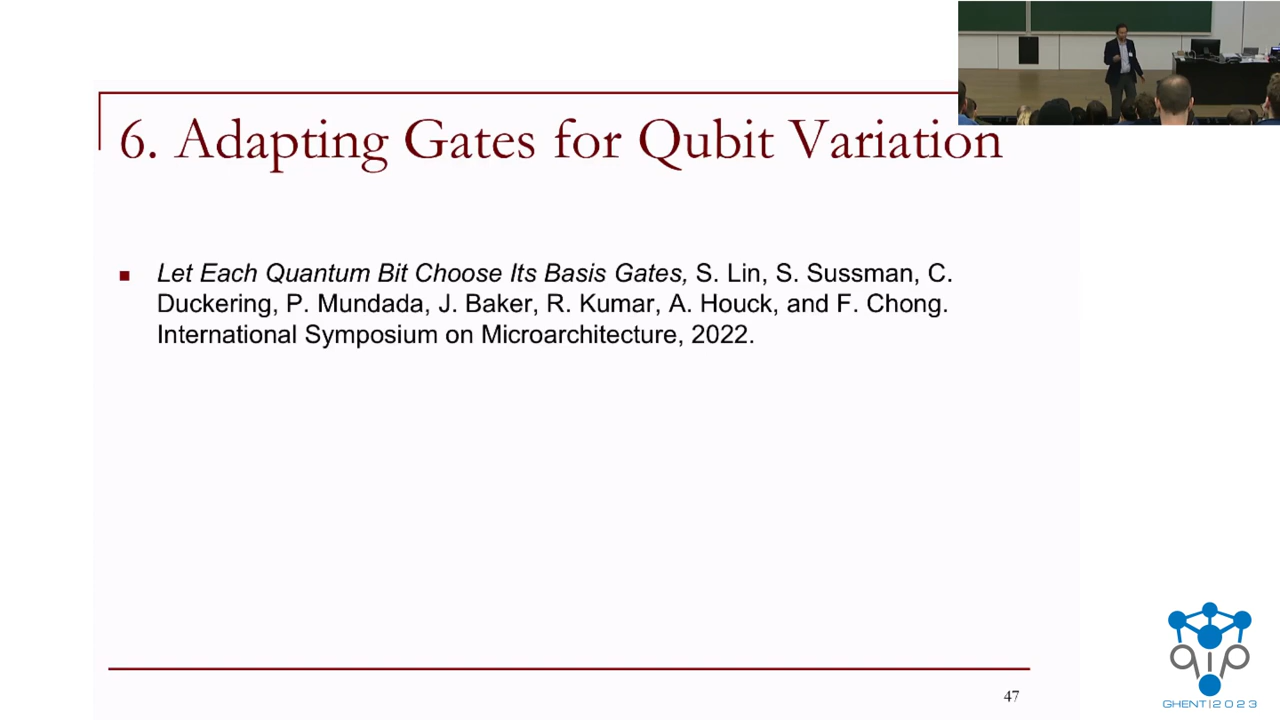 6. Adapting Gates for Qubit Variation
Let Each Quantum Bit Choose Its Basis Gates, S. Lin, S. Sussman, C.
Duckering, P. Mundada, J. Baker, R. Kumar, A. Houck, and F. Chong.
International Symposium on Microarchitecture, 2022.
47
qip
GHENT|2023